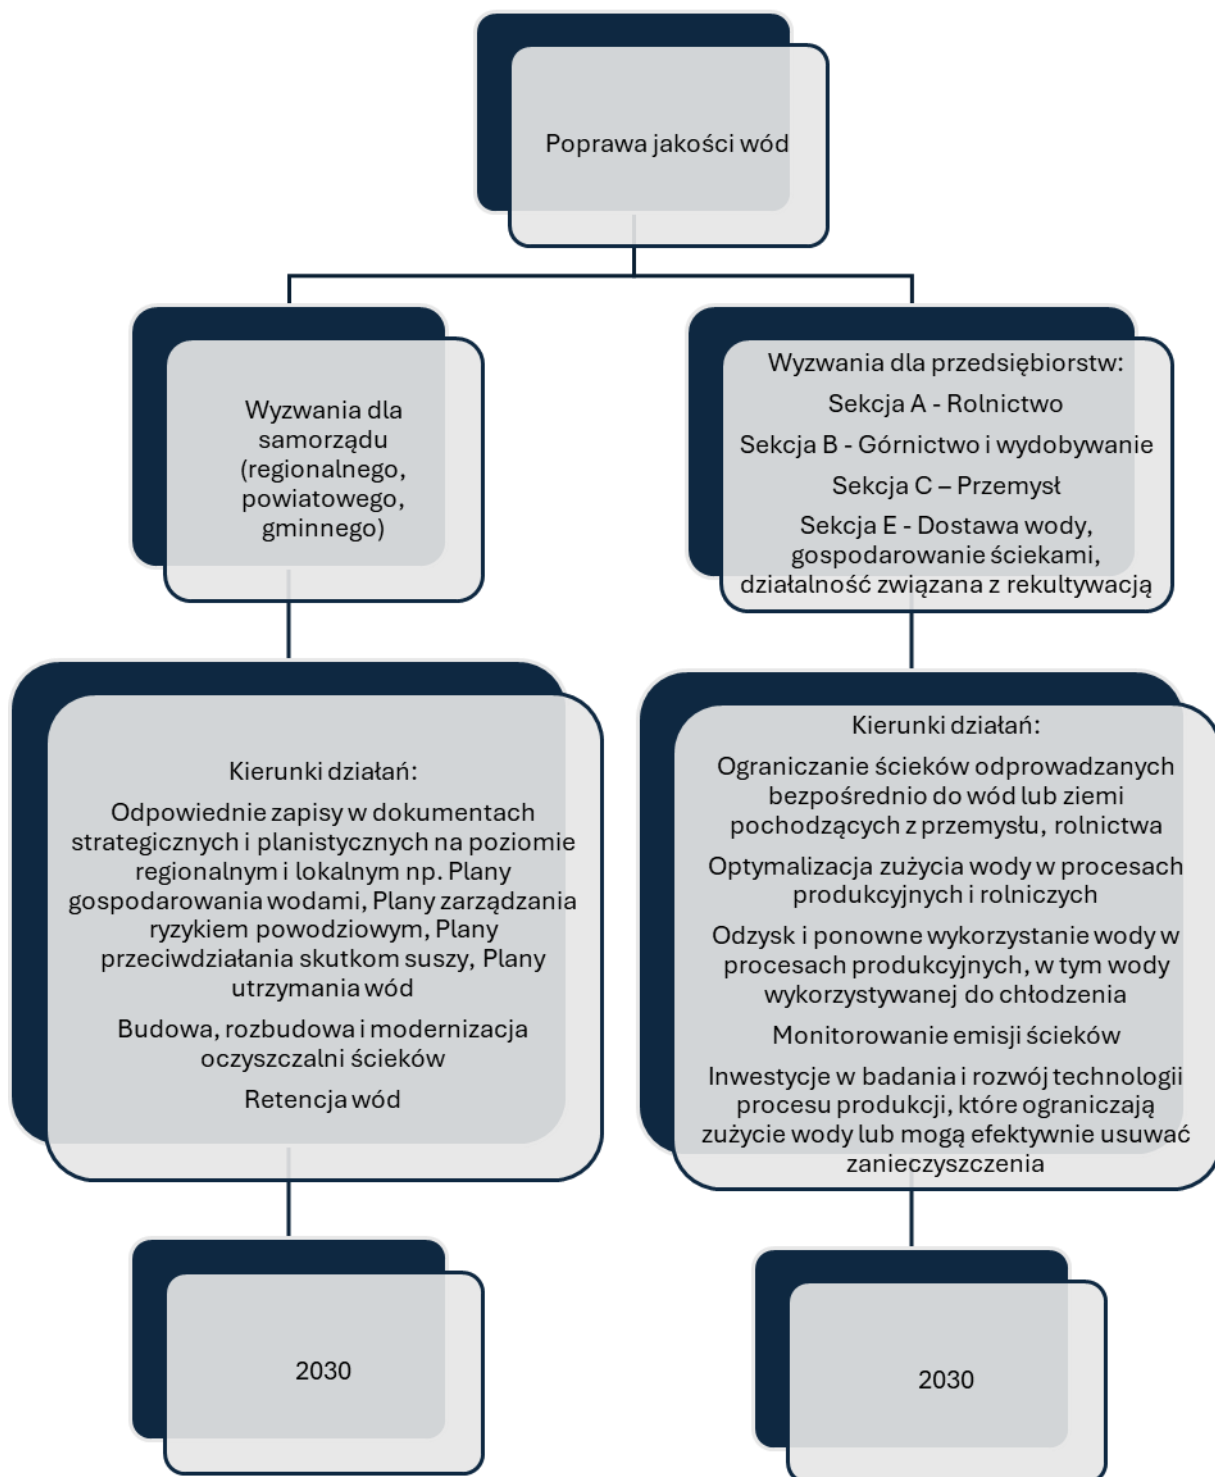 Poprawa jakości wód
Wyzwania dla
samorządu
(regionalnego,
powiatowego,
gminnego)
Wyzwania dla przedsiębiorstw:
Sekcja A - Rolnictwo
Sekcja B - Górnictwo i wydobywanie
Sekcja C – Przemysł
Sekcja E - Dostawa wody,
gospodarowanie ściekami,
działalność związana z rekultywacją
Kierunki działań:
Odpowiednie zapisy w dokumentach
strategicznych i planistycznych na poziomie
regionalnym i lokalnym np. Plany
gospodarowania wodami, Plany zarządzania
ryzykiem powodziowym, Plany
przeciwdziałania skutkom suszy, Plany
utrzymania wód
Budowa, rozbudowa i modernizacja
oczyszczalni ścieków
Retencja wód
Kierunki działań:
Ograniczanie ścieków odprowadzanych
bezpośrednio do wód lub ziemi
pochodzących z przemysłu, rolnictwa
Optymalizacja zużycia wody w procesach
produkcyjnych i rolniczych
Odzysk i ponowne wykorzystanie wody w
procesach produkcyjnych, w tym wody
wykorzystywanej do chłodzenia
Monitorowanie emisji ścieków
Inwestycje w badania i rozwój technologii
procesu produkcji, które ograniczają
zużycie wody lub mogą efektywnie usuwać
zanieczyszczenia
2030
2030